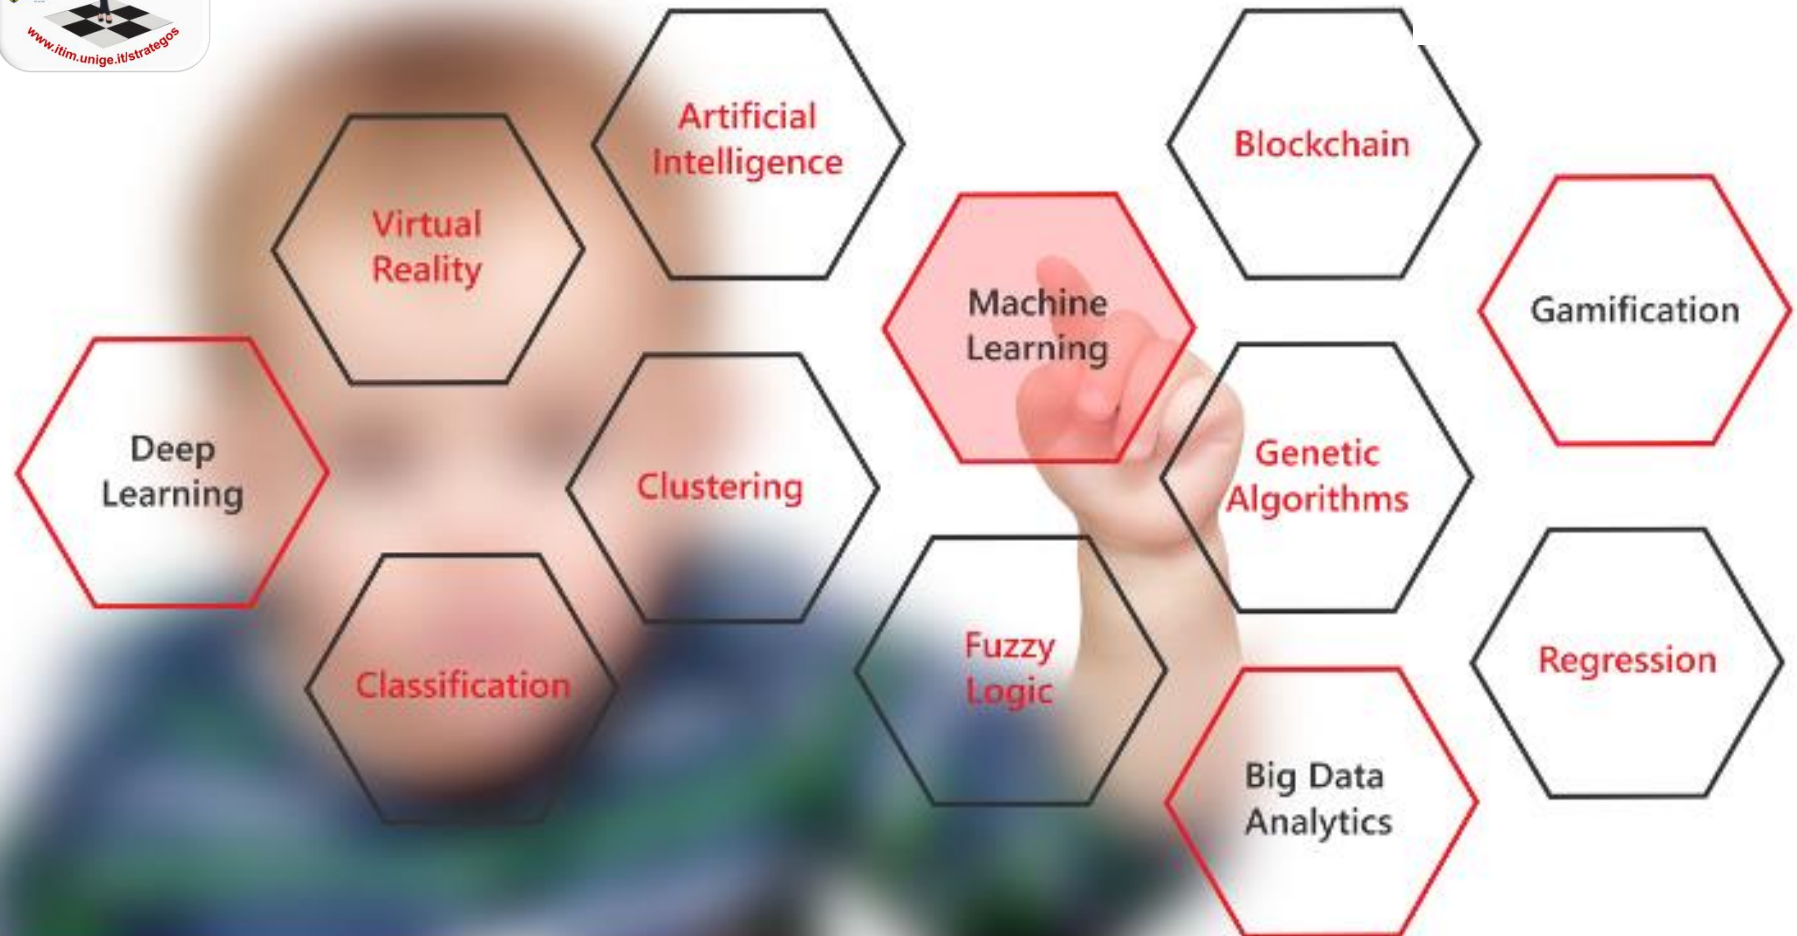 www.itim.unige.it/strategos
Artificial
Intelligence
Blockchain
Virtual
Reality
Machine
Learning
Gamification
Deep
Learning
Clustering
Genetic
Algorithms
Classification
Fuzzy
Logic
Regression
Big Data
Analytics